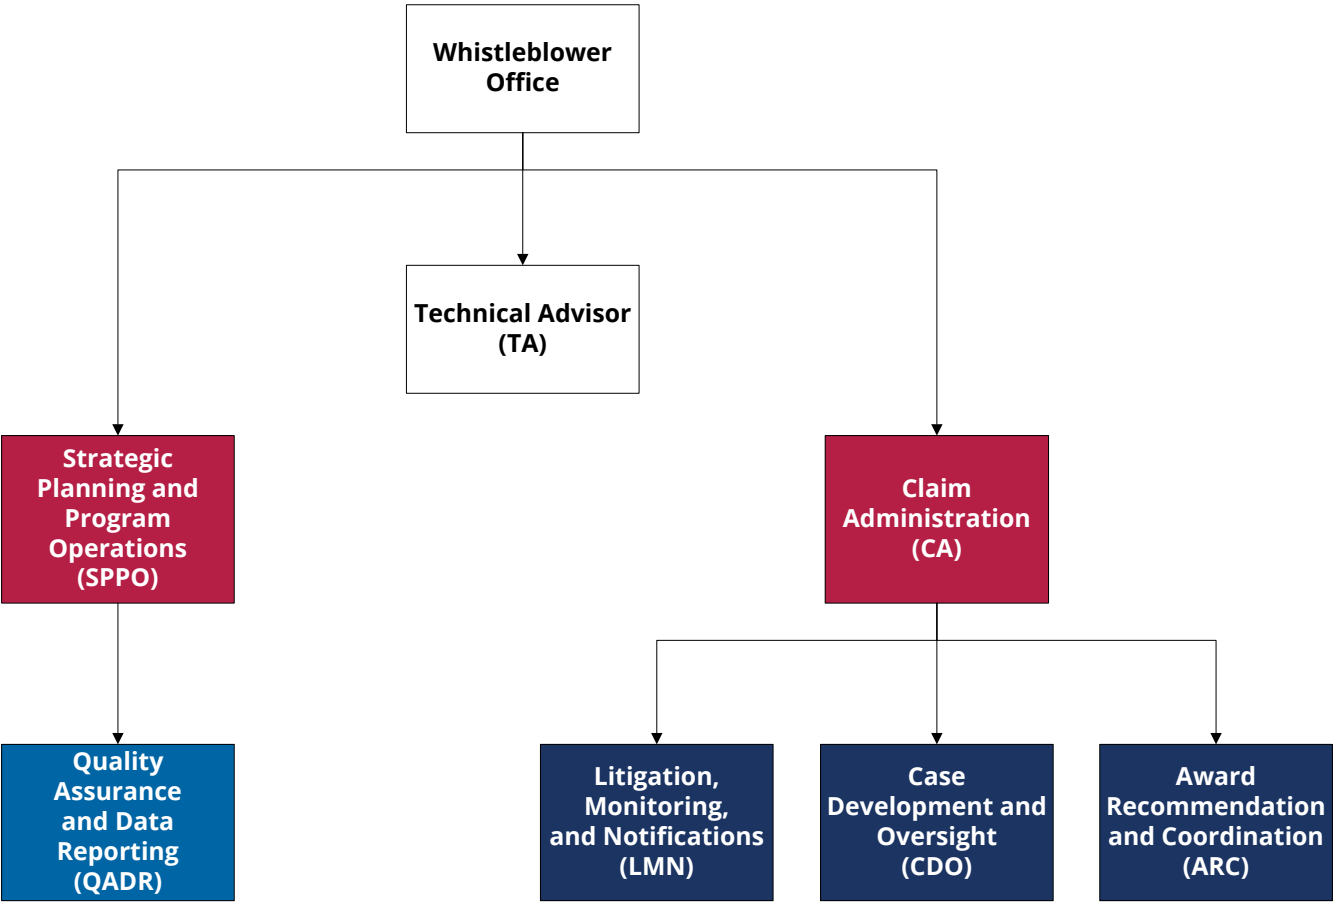 Whistleblower
Office
Technical Advisor
(TA)
Strategic
Planning and
Program
Operations
(SPPO)
Claim
Administration
(CA)
Quality
Assurance
and Data
Reporting
(QADR)
Litigation,
Monitoring,
and Notifications
(LMN)
Case
Development and
Oversight
(CDO)
Award
Recommendation
and Coordination
(ARC)